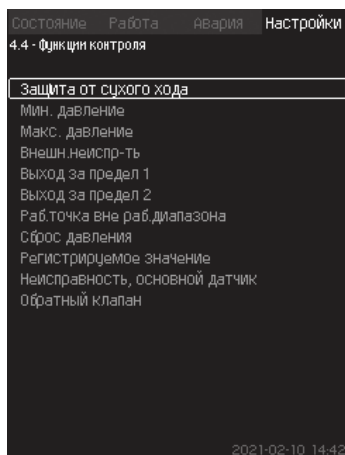 Состояние Работа Авария Настройки
4.4 - Функции контроля
Защита от сухого хода
Мин. давление
Макс. давление
Внешн.неиспр-ть
Выход за предел 1
Выход за предел 2
Раб.точка вне раб.диапазона
Сброс давления
Регистрируемое значение
Неисправность, основной датчик
Обратный клапан
2021-02-10 14:42